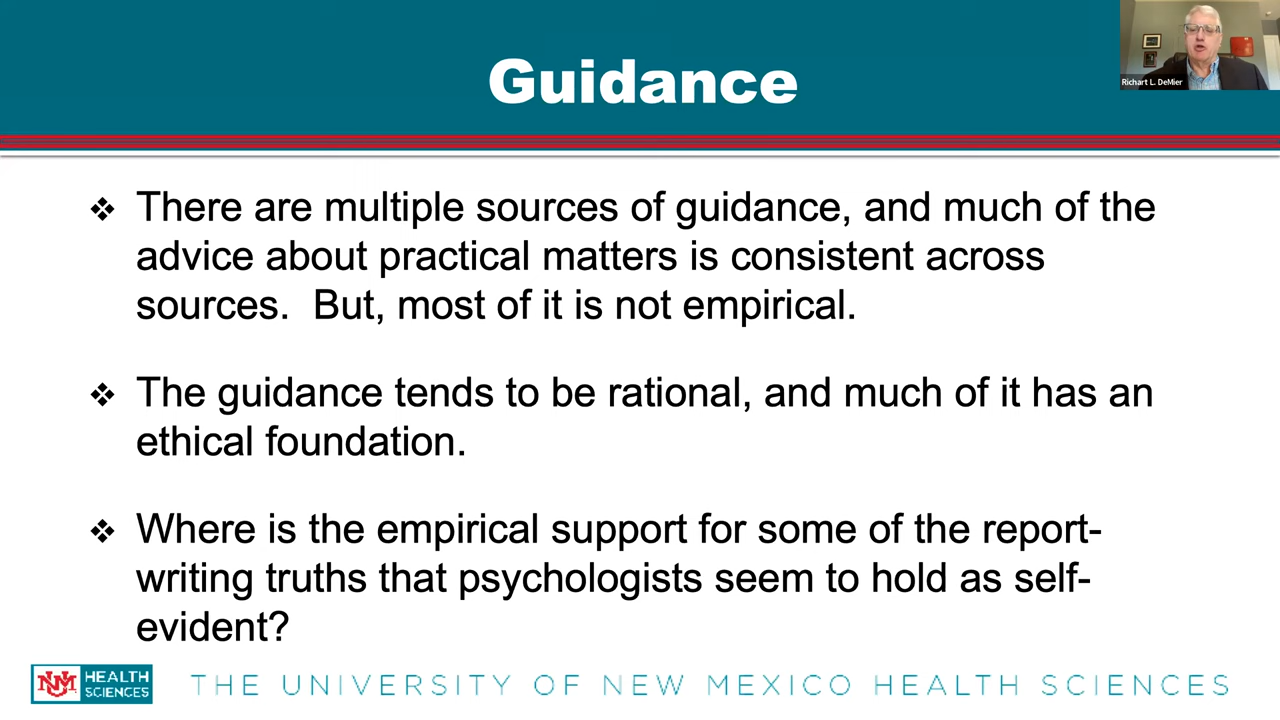 Guidance
Richart L. DeMier
❖ There are multiple sources of guidance, and much of the
advice about practical matters is consistent across
sources.  But, most of it is not empirical.
❖ The guidance tends to be rational, and much of it has an
ethical foundation.
❖ Where is the empirical support for some of the report-
writing truths that psychologists seem to hold as self-
evident?
UNM HEALTH
SCIENCES
THE UNIVERSITY OF NEW MEXICO HEALTH SCIENCES